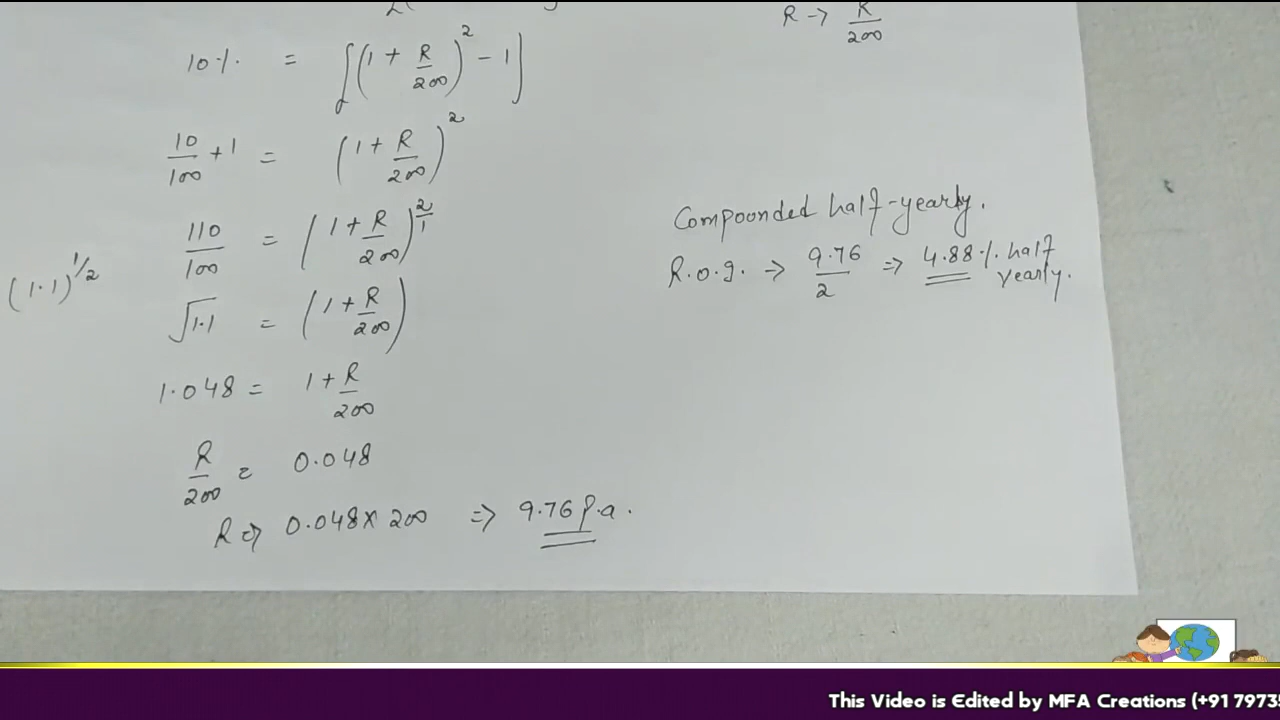 R → R/200
10% = [(1 + R/200)^2 - 1]
10/100 + 1 = (1 + R/200)^2
110/100 = (1 + R/200)^2/1
(1.1)^1/2
√1.1 = (1 + R/200)
1.048 = 1 + R/200
R/200 = 0.048
R ⇒ 0.048 × 200 ⇒ 9.76 p.a.
Compounded half-yearly.
R.o.g. → 9.76/2 ⇒ 4.88 % half yearly.
This Video is Edited by MFA Creations (+91 7973